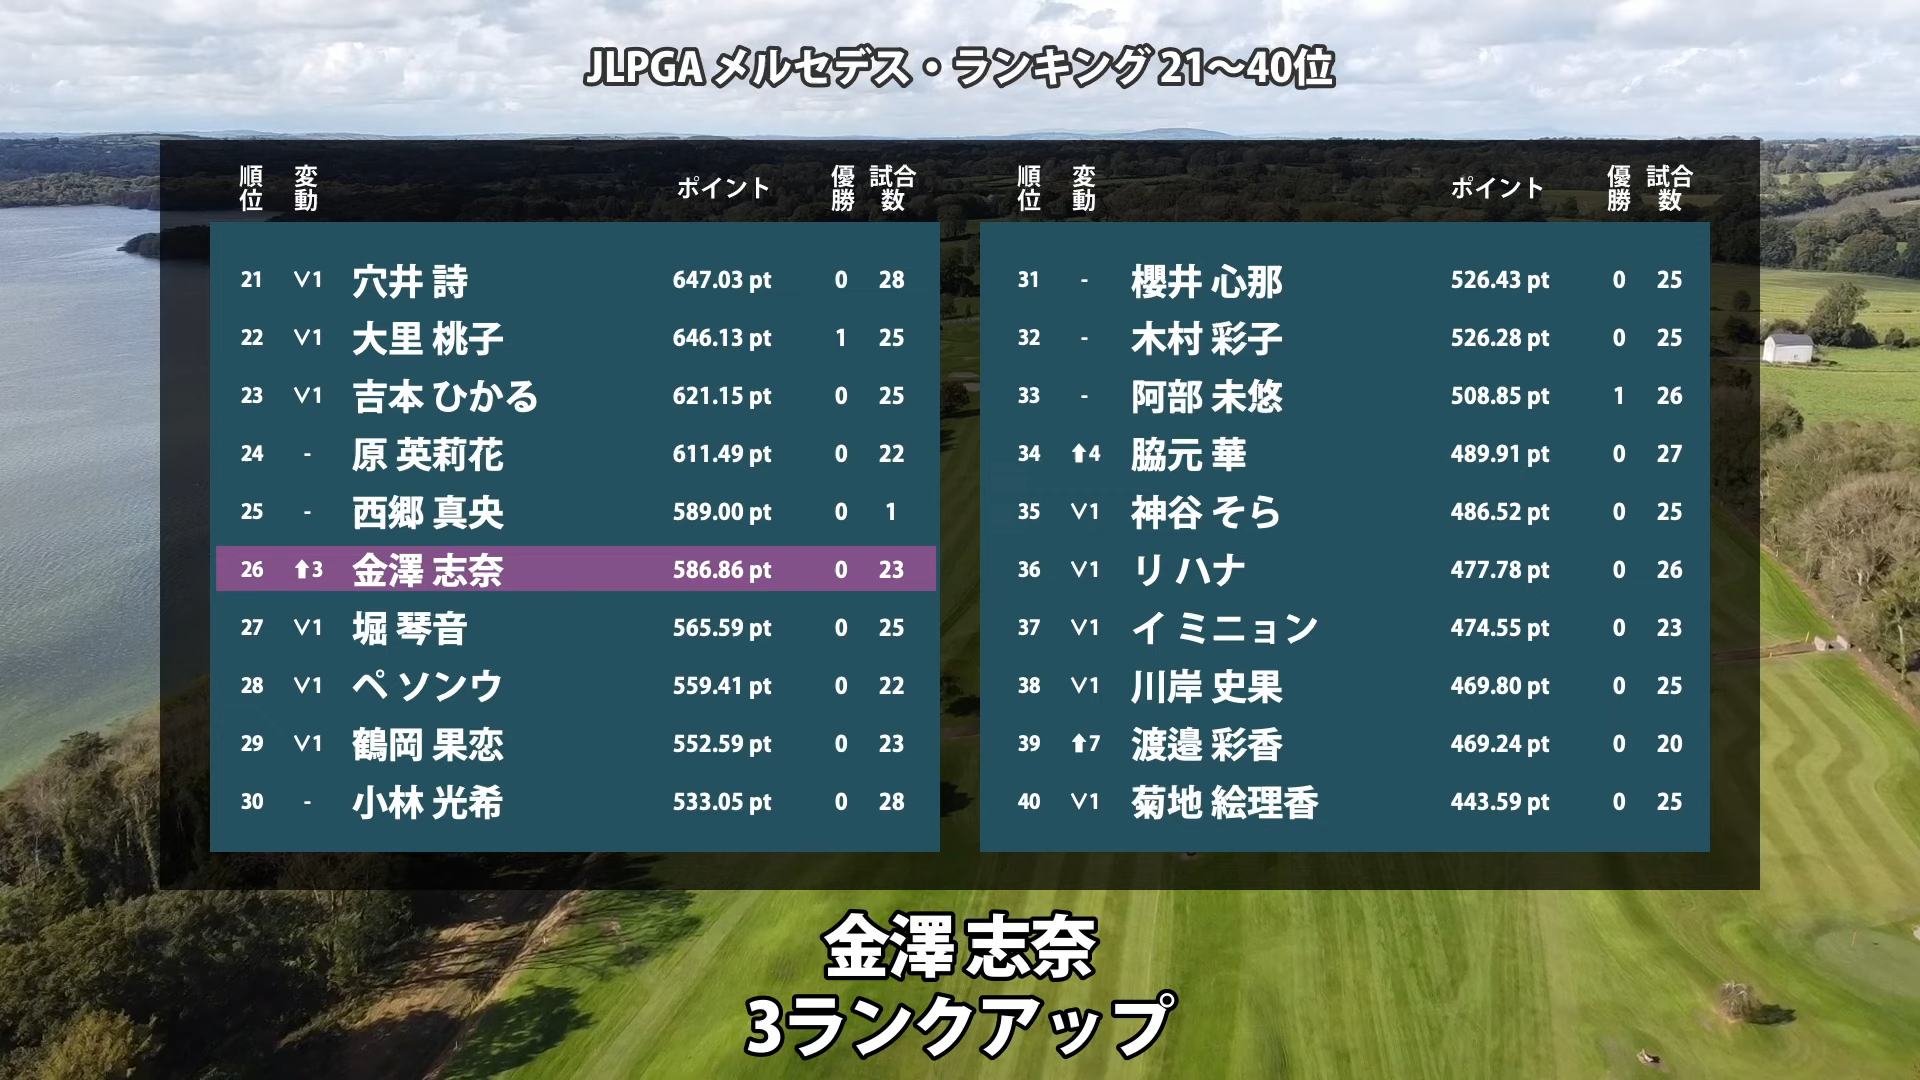 JLPGA メルセデス・ランキング 21～40位
順位 変動 ポイント 優勝 試合数
21 ∨1 穴井 詩 647.03 pt 0 28
22 ∨1 大里 桃子 646.13 pt 1 25
23 ∨1 吉本 ひかる 621.15 pt 0 25
24 - 原 英莉花 611.49 pt 0 22
25 - 西郷 真央 589.00 pt 0 1
26 ⬆3 金澤 志奈 586.86 pt 0 23
27 ∨1 堀 琴音 565.59 pt 0 25
28 ∨1 ペ ソンウ 559.41 pt 0 22
29 ∨1 鶴岡 果恋 552.59 pt 0 23
30 - 小林 光希 533.05 pt 0 28
順位 変動 ポイント 優勝 試合数
31 - 櫻井 心那 526.43 pt 0 25
32 - 木村 彩子 526.28 pt 0 25
33 - 阿部 未悠 508.85 pt 1 26
34 ⬆4 脇元 華 489.91 pt 0 27
35 ∨1 神谷 そら 486.52 pt 0 25
36 ∨1 リ ハナ 477.78 pt 0 26
37 ∨1 イ ミニョン 474.55 pt 0 23
38 ∨1 川岸 史果 469.80 pt 0 25
39 ⬆7 渡邉 彩香 469.24 pt 0 20
40 ∨1 菊地 絵理香 443.59 pt 0 25
金澤 志奈
3ランクアップ